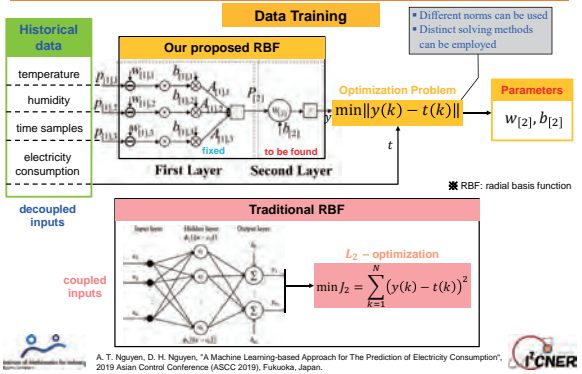 Data Training
Historical
data
temperature
humidity
time samples
electricity
consumption
decoupled
inputs
Our proposed RBF
fixed
to be found
First Layer
Second Layer
Different norms can be used
Distinct solving methods
can be employed
Optimization Problem
y
min‖y(k) − t(k)‖
t
Parameters
w[2], b[2]
※ RBF: radial basis function
Traditional RBF
Input layer
Hidden layer
Output layer
coupled
inputs
L₂ − optimization
min J₂ = ∑ᴺₖ₌₁ (y(k) − t(k))²
A. T. Nguyen, D. H. Nguyen, "A Machine Learning-based Approach for The Prediction of Electricity Consumption",
2019 Asian Control Conference (ASCC 2019), Fukuoka, Japan.
I²CNER